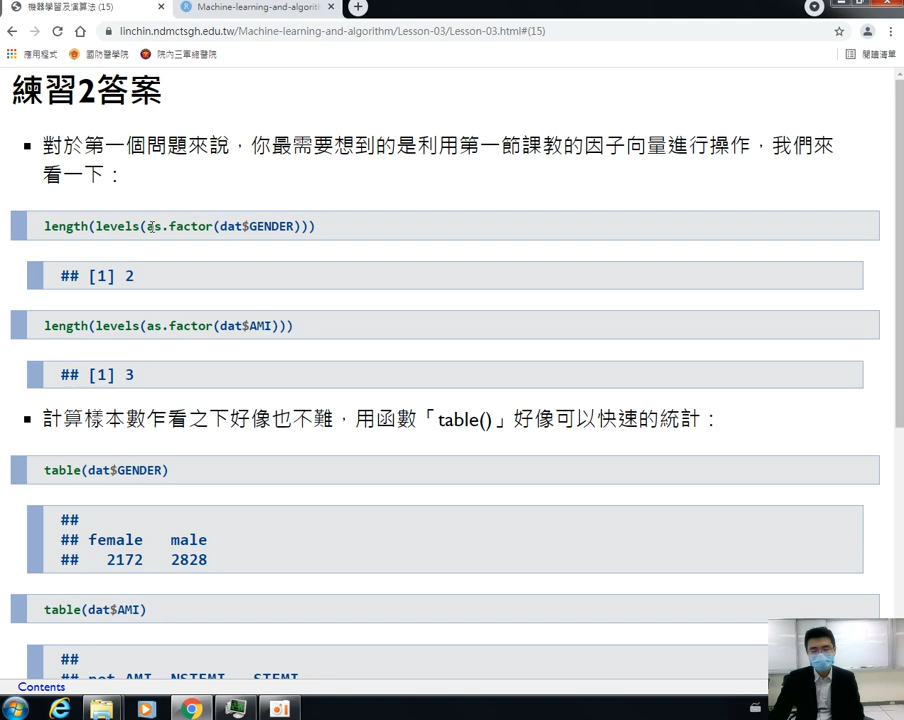 機器學習及演算法 (15)
Machine-learning-and-algorith
linchin.ndmctsgh.edu.tw/Machine-learning-and-algorithm/Lesson-03/Lesson-03.html#(15)
應用程式 國防醫學院 院內三軍總醫院 閱讀清單
練習2答案
對於第一個問題來說，你最需要想到的是利用第一節課教的因子向量進行操作，我們來
看一下：
length(levels(as.factor(dat$GENDER)))
## [1] 2
length(levels(as.factor(dat$AMI)))
## [1] 3
計算樣本數乍看之下好像也不難，用函數「table()」好像可以快速的統計：
table(dat$GENDER)
##
## female male
## 2172 2828
table(dat$AMI)
##
## not AMI NSTEMI STEMI
Contents